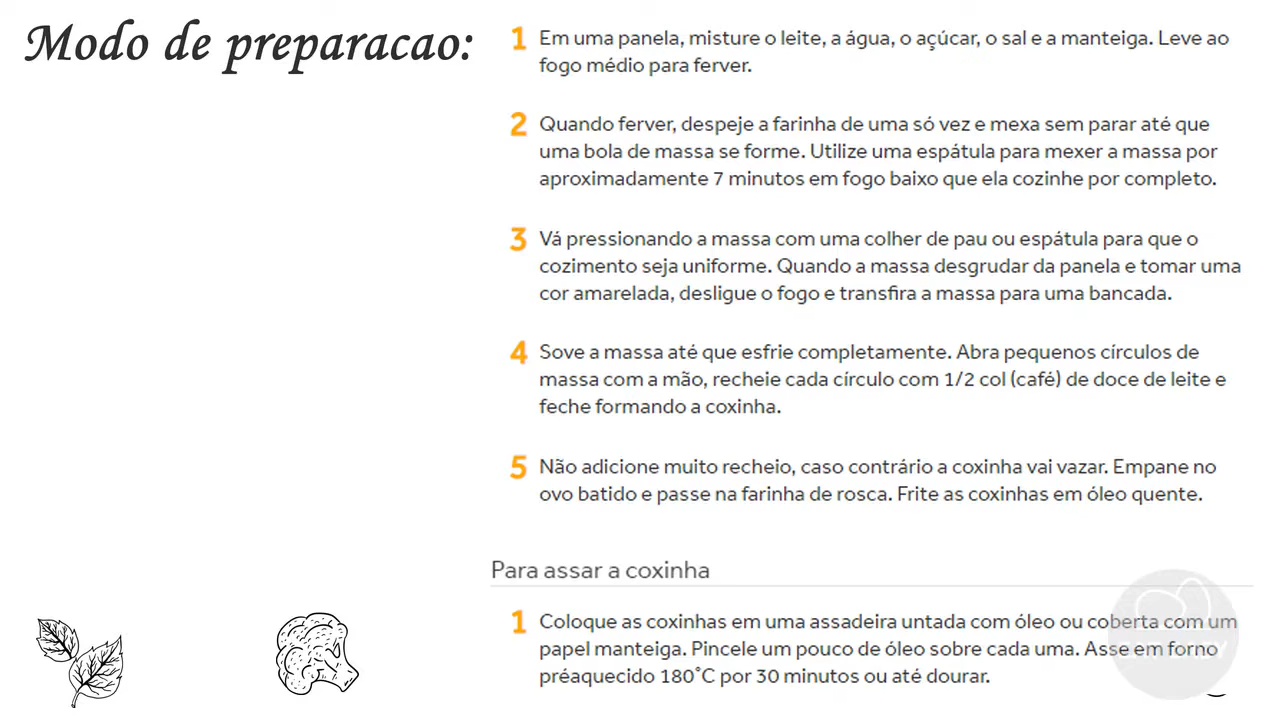 Modo de preparacao:
1 Em uma panela, misture o leite, a água, o açúcar, o sal e a manteiga. Leve ao
fogo médio para ferver.
2 Quando ferver, despeje a farinha de uma só vez e mexa sem parar até que
uma bola de massa se forme. Utilize uma espátula para mexer a massa por
aproximadamente 7 minutos em fogo baixo que ela cozinhe por completo.
3 Vá pressionando a massa com uma colher de pau ou espátula para que o
cozimento seja uniforme. Quando a massa desgrudar da panela e tomar uma
cor amarelada, desligue o fogo e transfira a massa para uma bancada.
4 Sove a massa até que esfrie completamente. Abra pequenos círculos de
massa com a mão, recheie cada círculo com 1/2 col (café) de doce de leite e
feche formando a coxinha.
5 Não adicione muito recheio, caso contrário a coxinha vai vazar. Empane no
ovo batido e passe na farinha de rosca. Frite as coxinhas em óleo quente.
Para assar a coxinha
1 Coloque as coxinhas em uma assadeira untada com óleo ou coberta com um
papel manteiga. Pincele um pouco de óleo sobre cada uma. Asse em forno
préaquecido 180°C por 30 minutos ou até dourar.